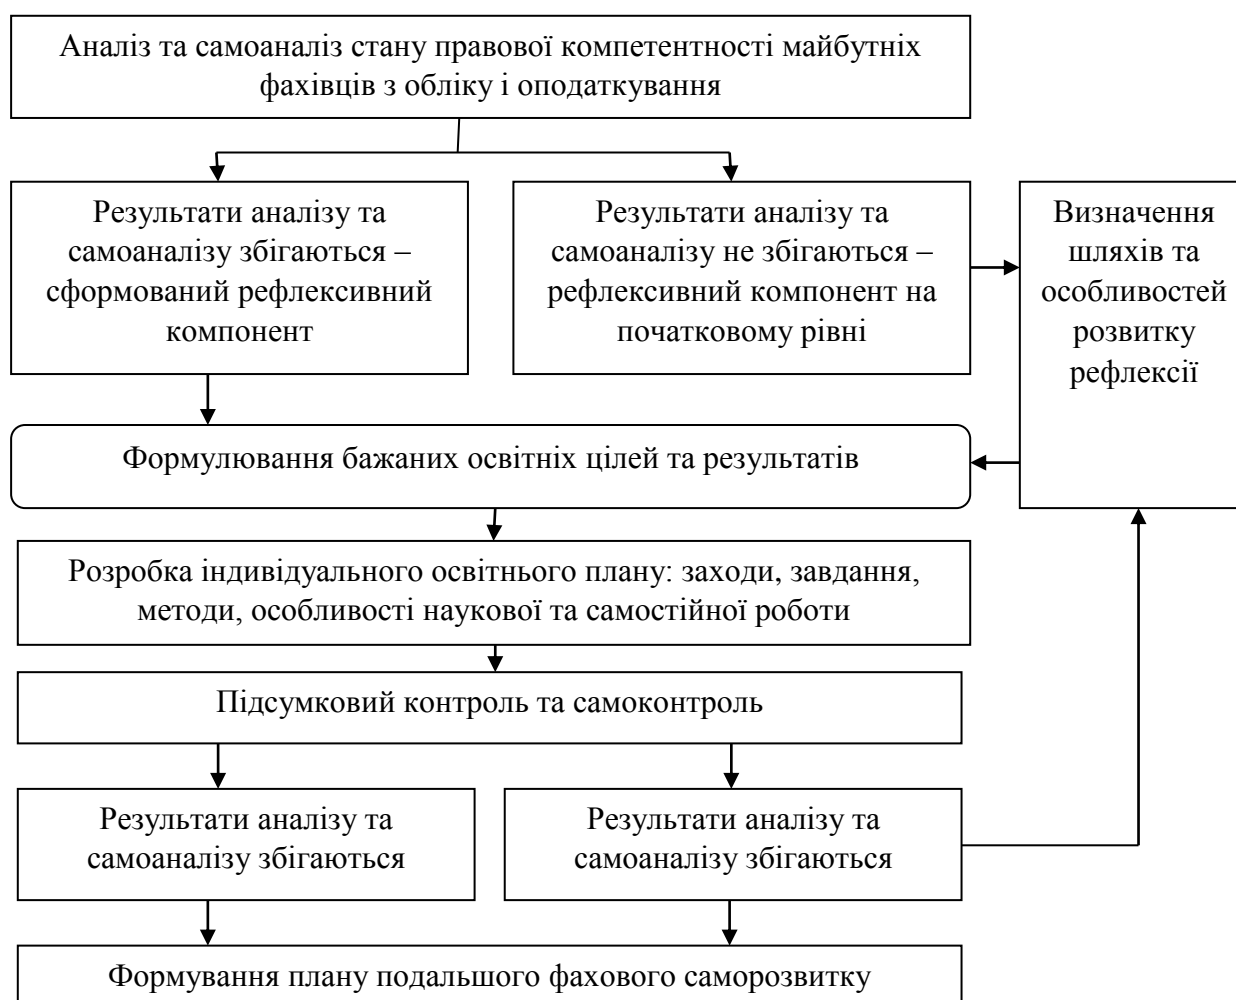 Аналіз та самоаналіз стану правової компетентності майбутніх
фахівців з обліку і оподаткування
Результати аналізу та
самоаналізу збігаються –
сформований рефлексивний
компонент
Результати аналізу та
самоаналізу не збігаються –
рефлексивний компонент на
початковому рівні
Визначення
шляхів та
особливостей
розвитку
рефлексії
Формулювання бажаних освітніх цілей та результатів
Розробка індивідуального освітнього плану: заходи, завдання,
методи, особливості наукової та самостійної роботи
Підсумковий контроль та самоконтроль
Результати аналізу та
самоаналізу збігаються
Результати аналізу та
самоаналізу збігаються
Формування плану подальшого фахового саморозвитку